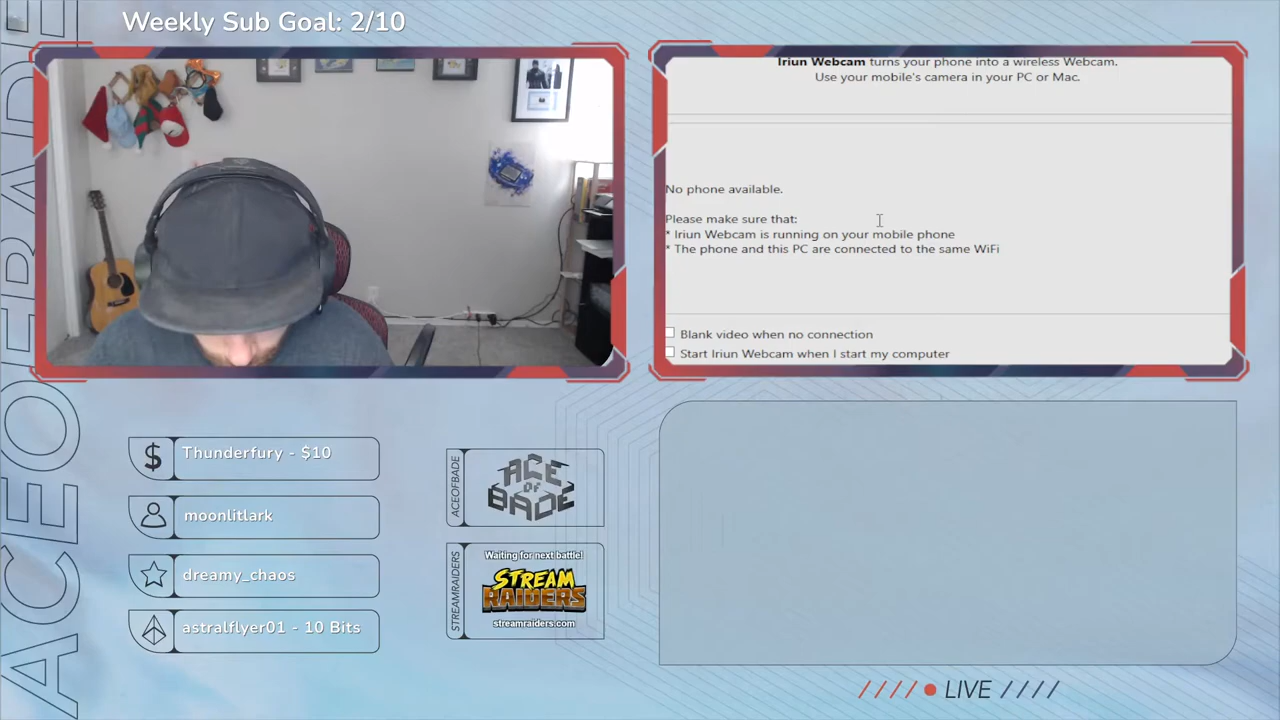 Weekly Sub Goal: 2/10
Iriun Webcam turns your phone into a wireless Webcam.
Use your mobile's camera in your PC or Mac.
No phone available.
Please make sure that:
* Iriun Webcam is running on your mobile phone
* The phone and this PC are connected to the same WiFi
Blank video when no connection
Start Iriun Webcam when I start my computer
ACEOFBADE
$ Thunderfury - $10
moonlitlark
dreamy_chaos
astralflyer01 - 10 Bits
ACEOFBADE
ACE
OF
BADE
STREAMRAIDERS
Waiting for next battle!
STREAM
RAIDERS
streamraiders.com
//// LIVE ////